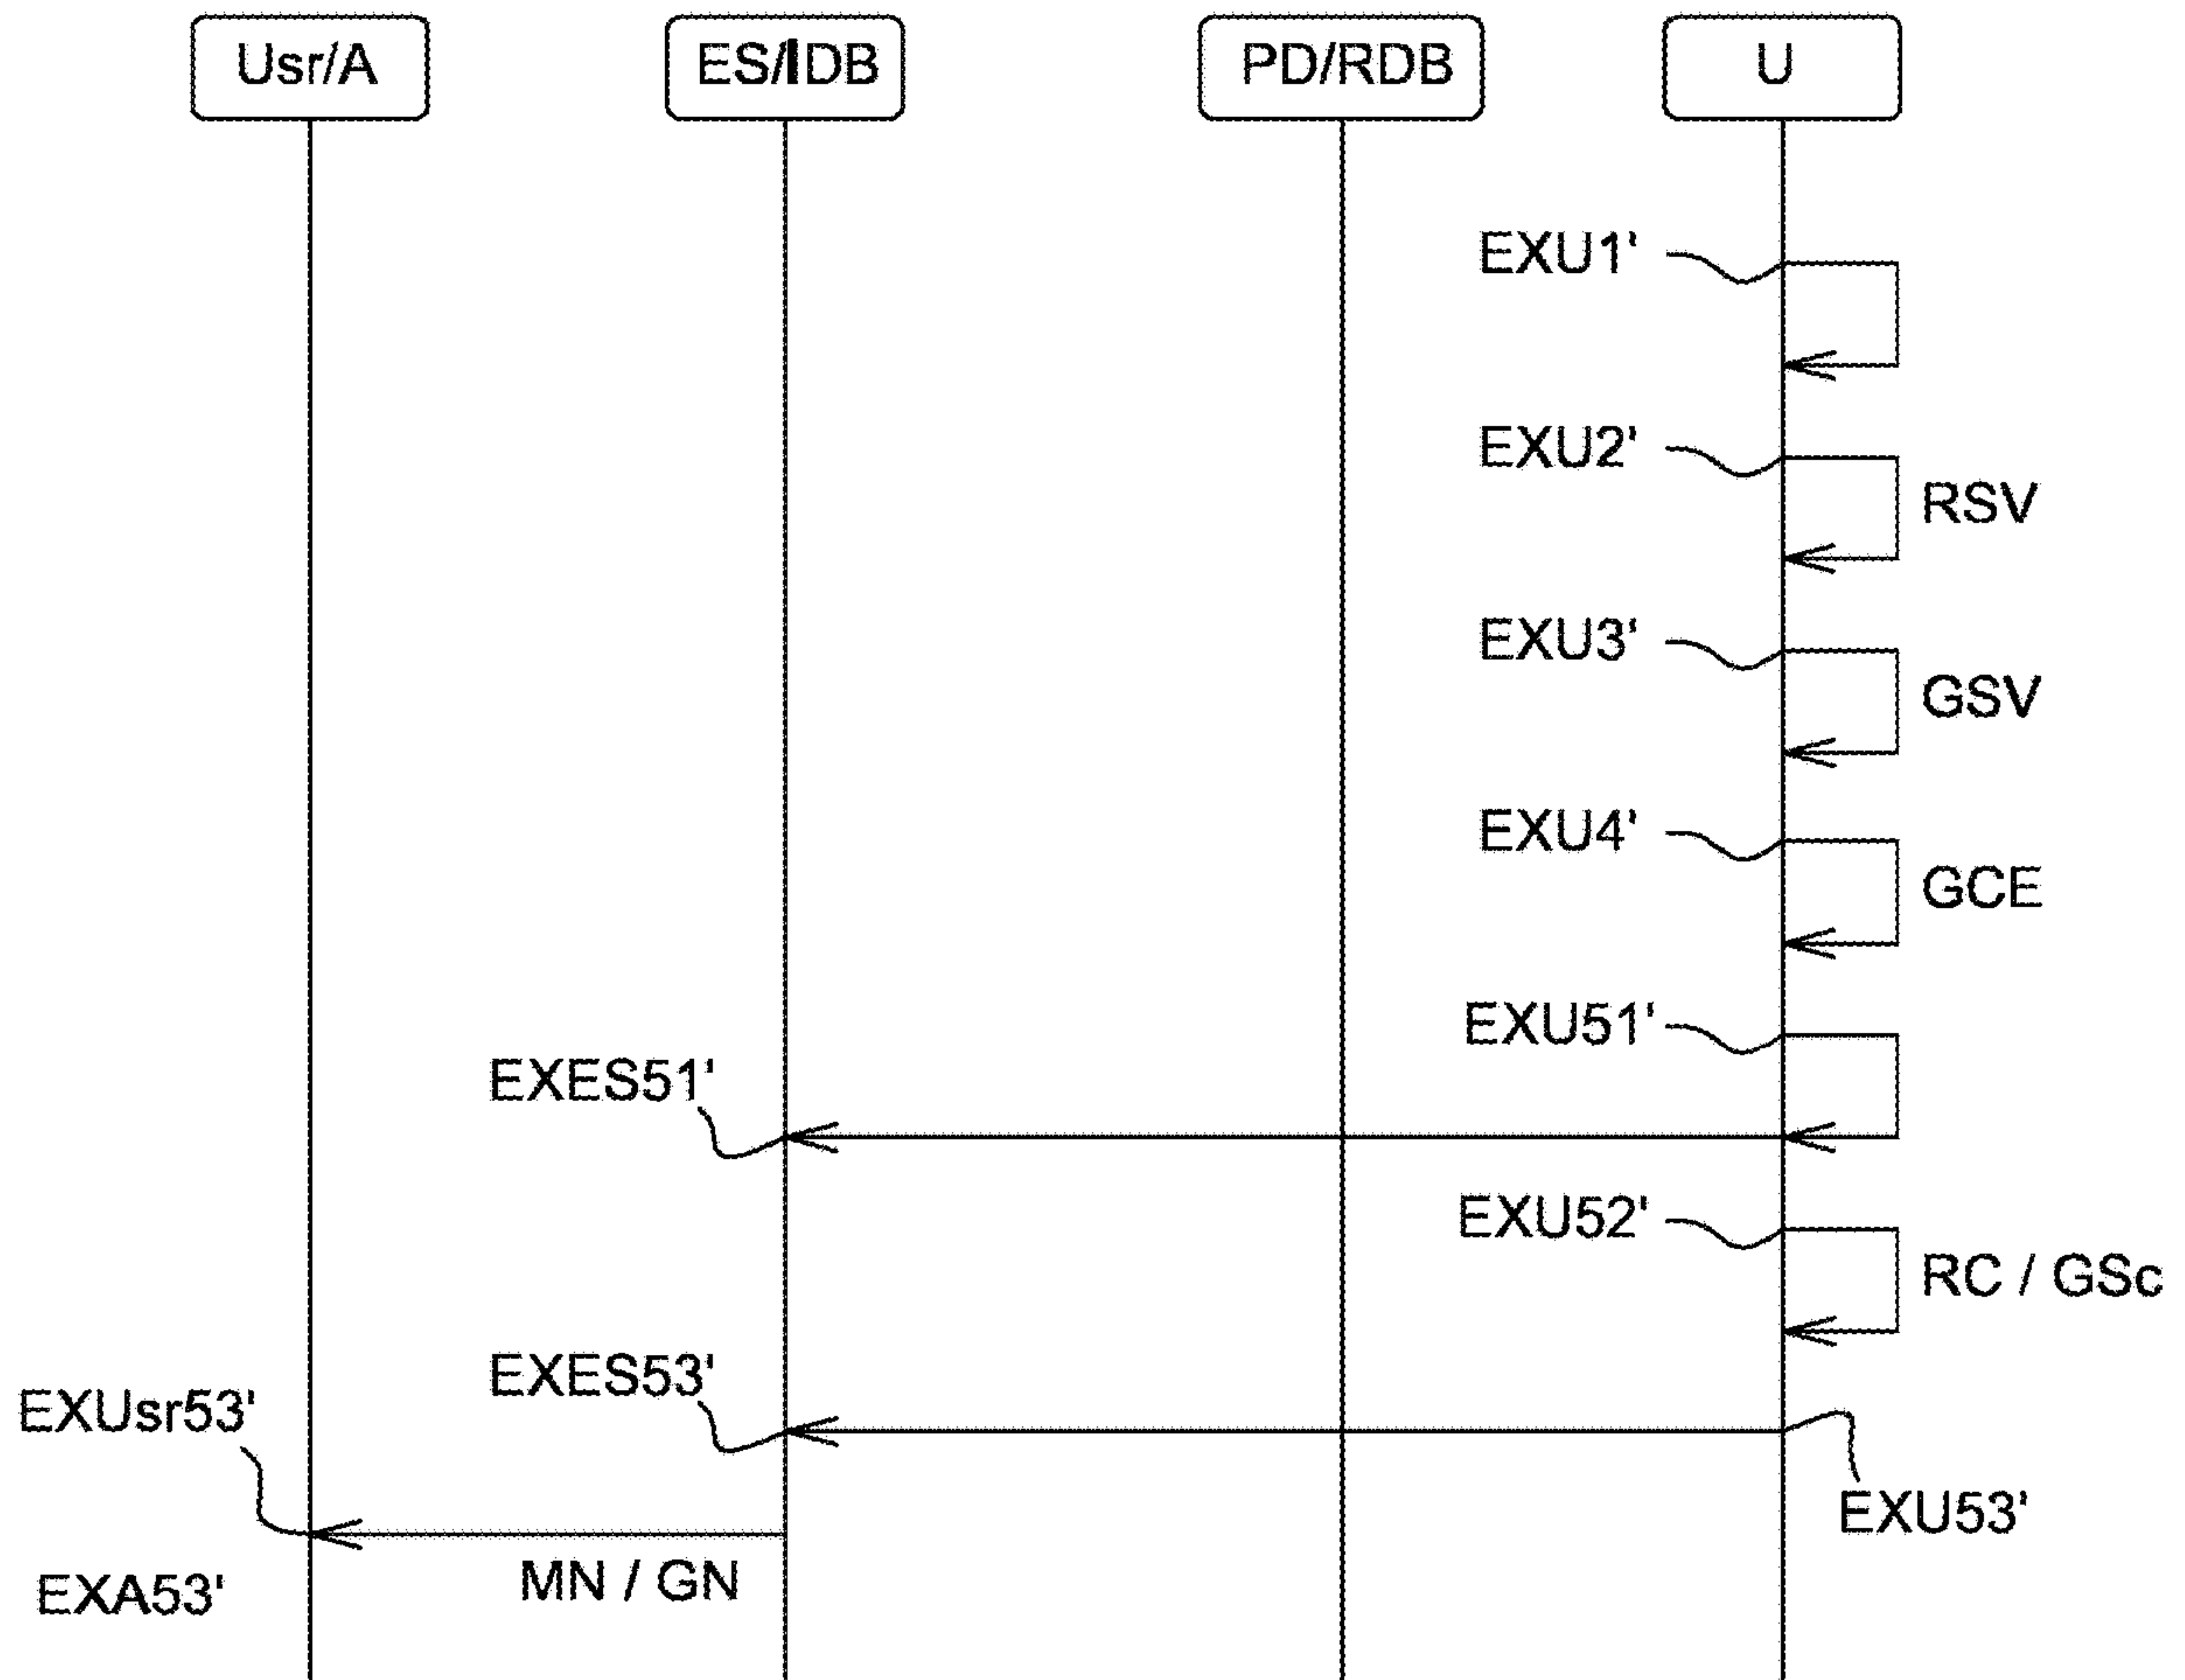 Usr/A
ES/IDB
PD/RDB
U
EXU1'
EXU2'
RSV
EXU3'
GSV
EXU4'
GCE
EXU51'
EXES51'
EXU52'
RC / GSc
EXES53'
EXUsr53'
EXU53'
MN / GN
EXA53'